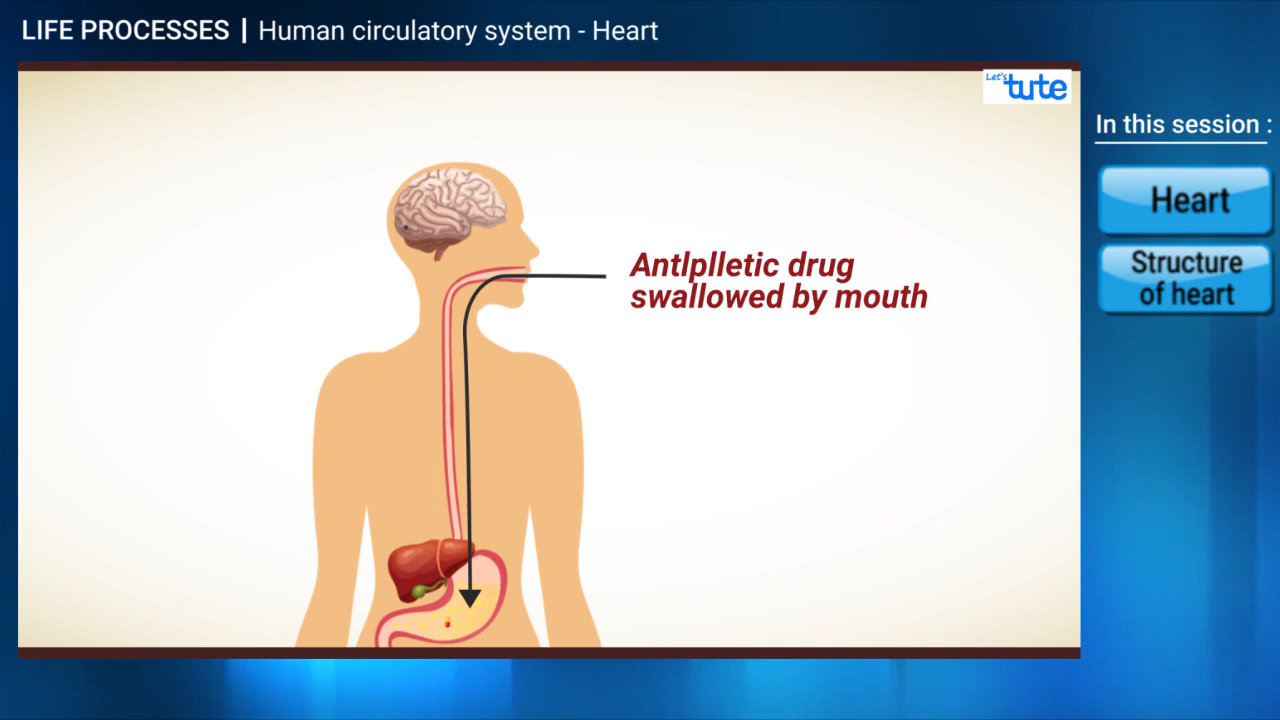 LIFE PROCESSES | Human circulatory system - Heart
Let's tute
In this session :
Heart
Structure
of heart
Antlplletic drug
swallowed by mouth